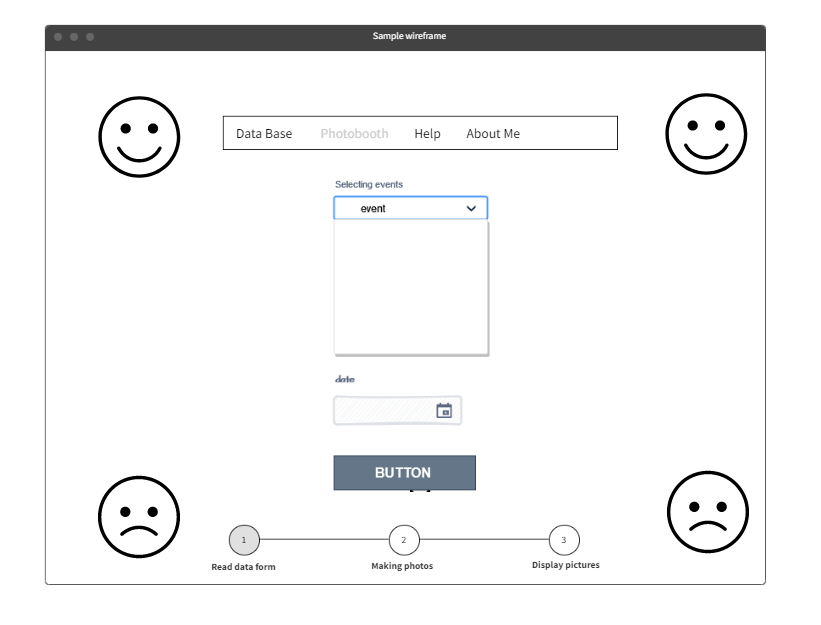 Sample wireframe
Data Base Photobooth Help About Me
Selecting events
event
date
BUTTON
1 2 3
Read data form Making photos Display pictures